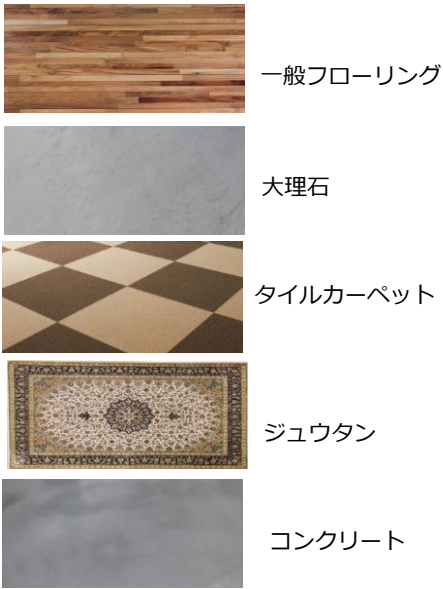 一般フローリング
大理石
タイルカーペット
ジュウタン
コンクリート